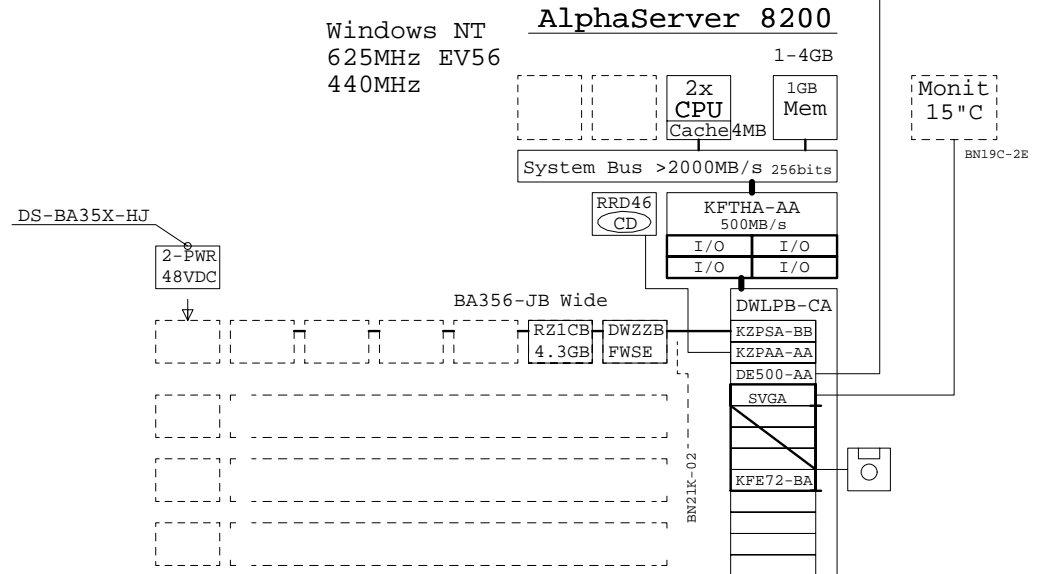 AlphaServer 8200
Windows NT
625MHz EV56
440MHz
1-4GB
2x
CPU
Cache 4MB
1GB
Mem
Monit
15"C
BN19C-2E
System Bus >2000MB/s 256bits
RRD46
CD
KFTHA-AA
500MB/s
I/O I/O
I/O I/O
DS-BA35X-HJ
2-PWR
48VDC
BA356-JB Wide
DWLPB-CA
RZ1CB
4.3GB
DWZZB
FWSE
KZPSA-BB
KZPAA-AA
DE500-AA
SVGA
KFE72-BA
BN21K-02